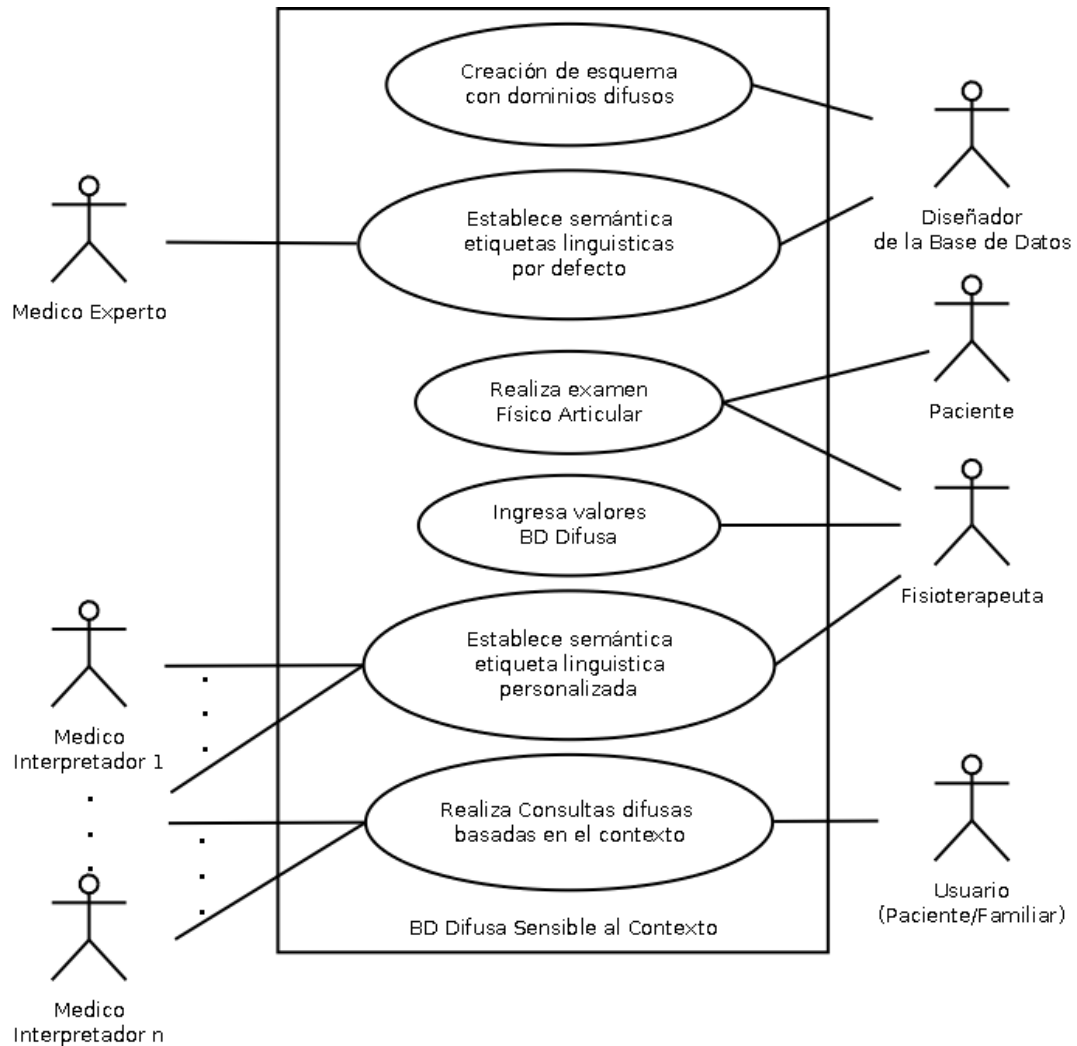 Creación de esquema
con dominios difusos
Diseñador
de la Base de Datos
Establece semántica
etiquetas linguisticas
por defecto
Medico Experto
Realiza examen
Físico Articular
Paciente
Ingresa valores
BD Difusa
Fisioterapeuta
Establece semántica
etiqueta linguistica
personalizada
Medico
Interpretador 1
Realiza Consultas difusas
basadas en el contexto
Usuario
(Paciente/Familiar)
BD Difusa Sensible al Contexto
Medico
Interpretador n